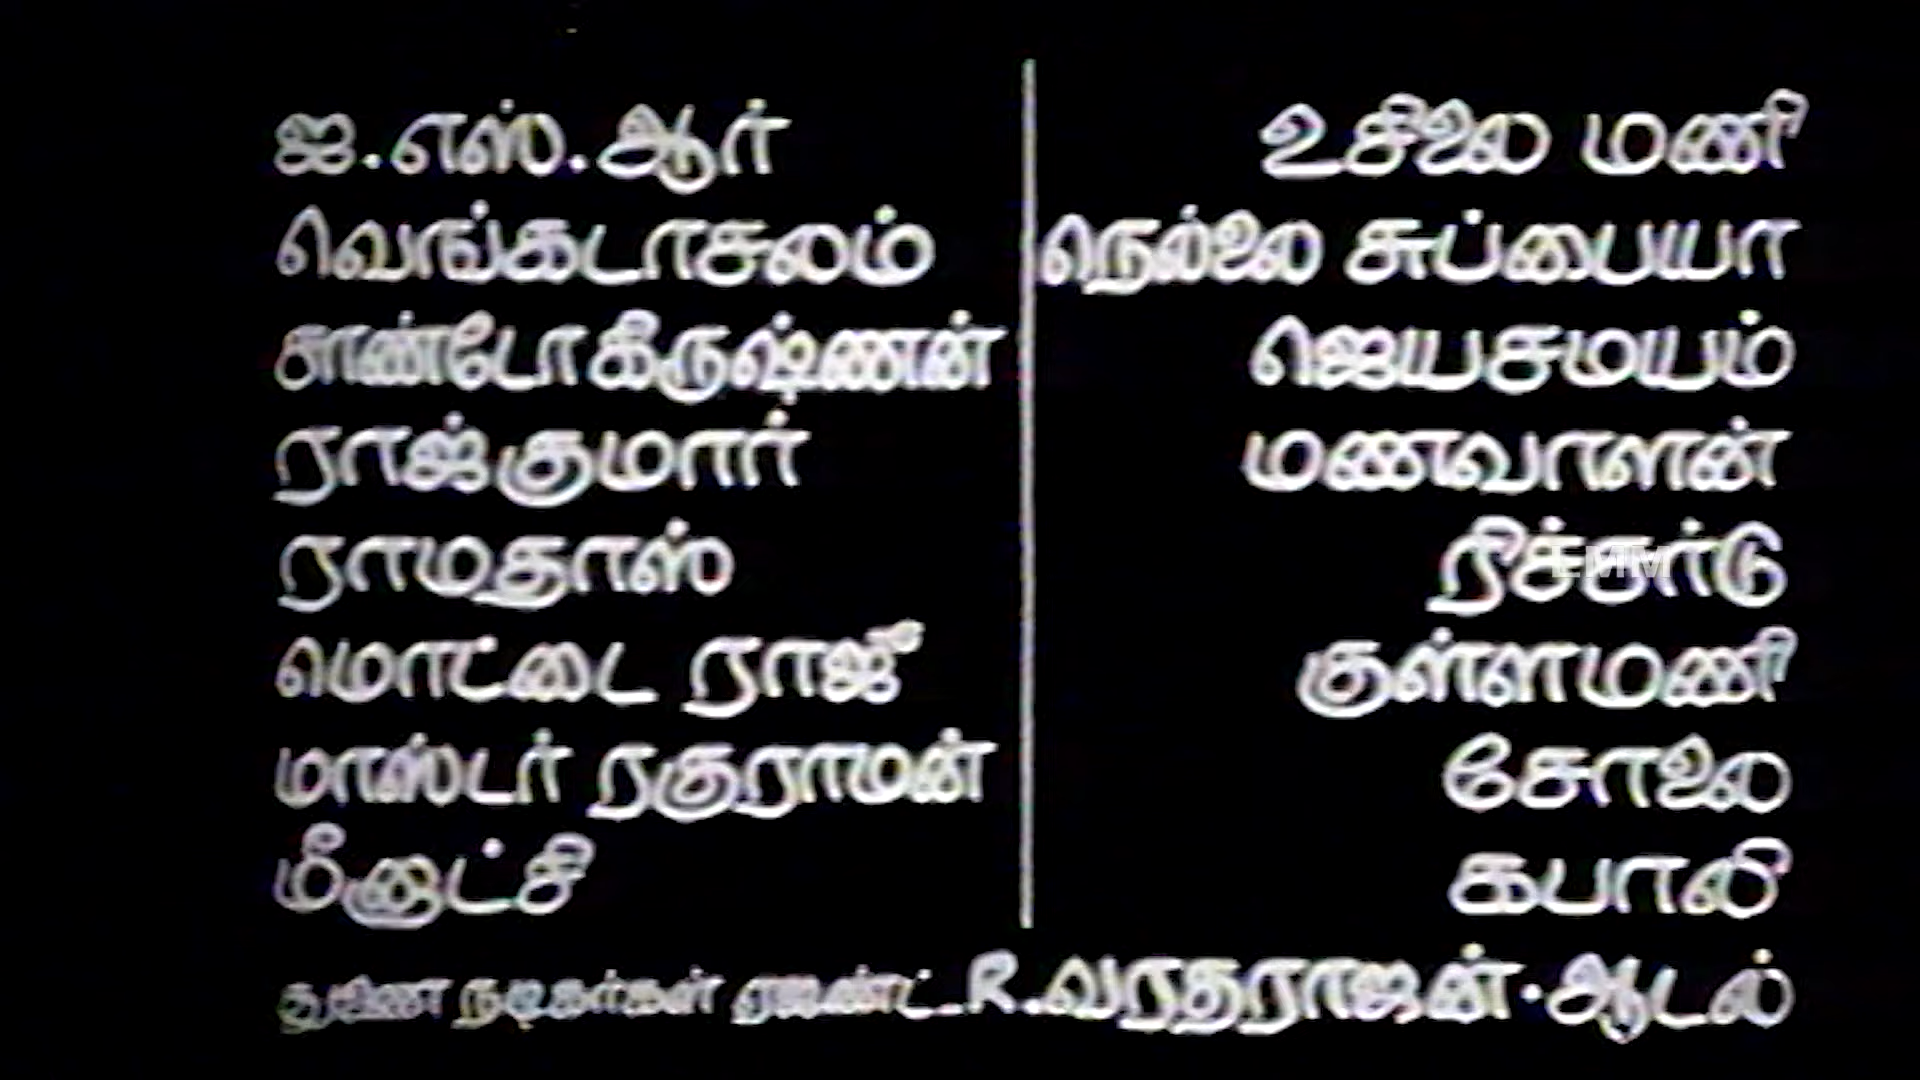 ஐ.எஸ்.ஆர்
வெங்கடாசலம்
சாண்டோ கிருஷ்ணன்
ராஜ்குமார்
ராமதாஸ்
மொட்டை ராஜீ
மாஸ்டர் ரகுராமன்
மீனாட்சி
உசிலை மணி
நெல்லை சுப்பையா
ஜெயசமயம்
மணவாளன்
ரிச்சர்டு
குள்ளமணி
சோலை
கபாலி
துணை நடிகர்கள் ஏஜண்ட். R.வரதராஜன்.ஆடல்
EMM